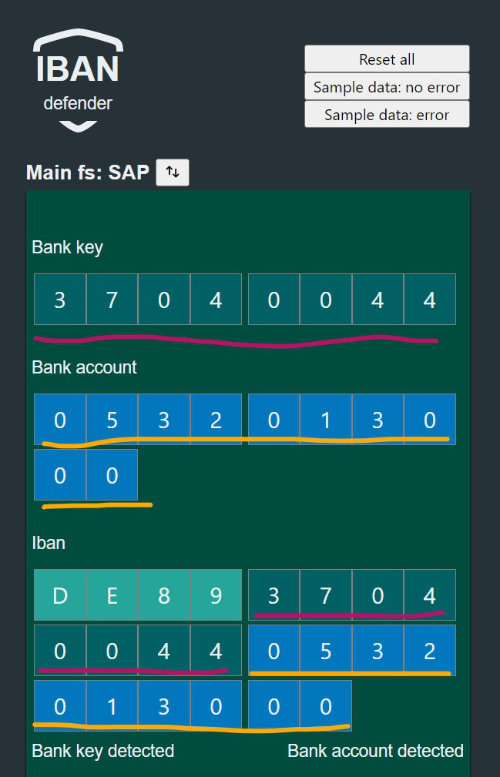 IBAN
defender
Reset all
Sample data: no error
Sample data: error
Main fs: SAP
Bank key
3 7 0 4 0 0 4 4
Bank account
0 5 3 2 0 1 3 0
0 0
Iban
D E 8 9 3 7 0 4
0 0 4 4 0 5 3 2
0 1 3 0 0 0
Bank key detected Bank account detected